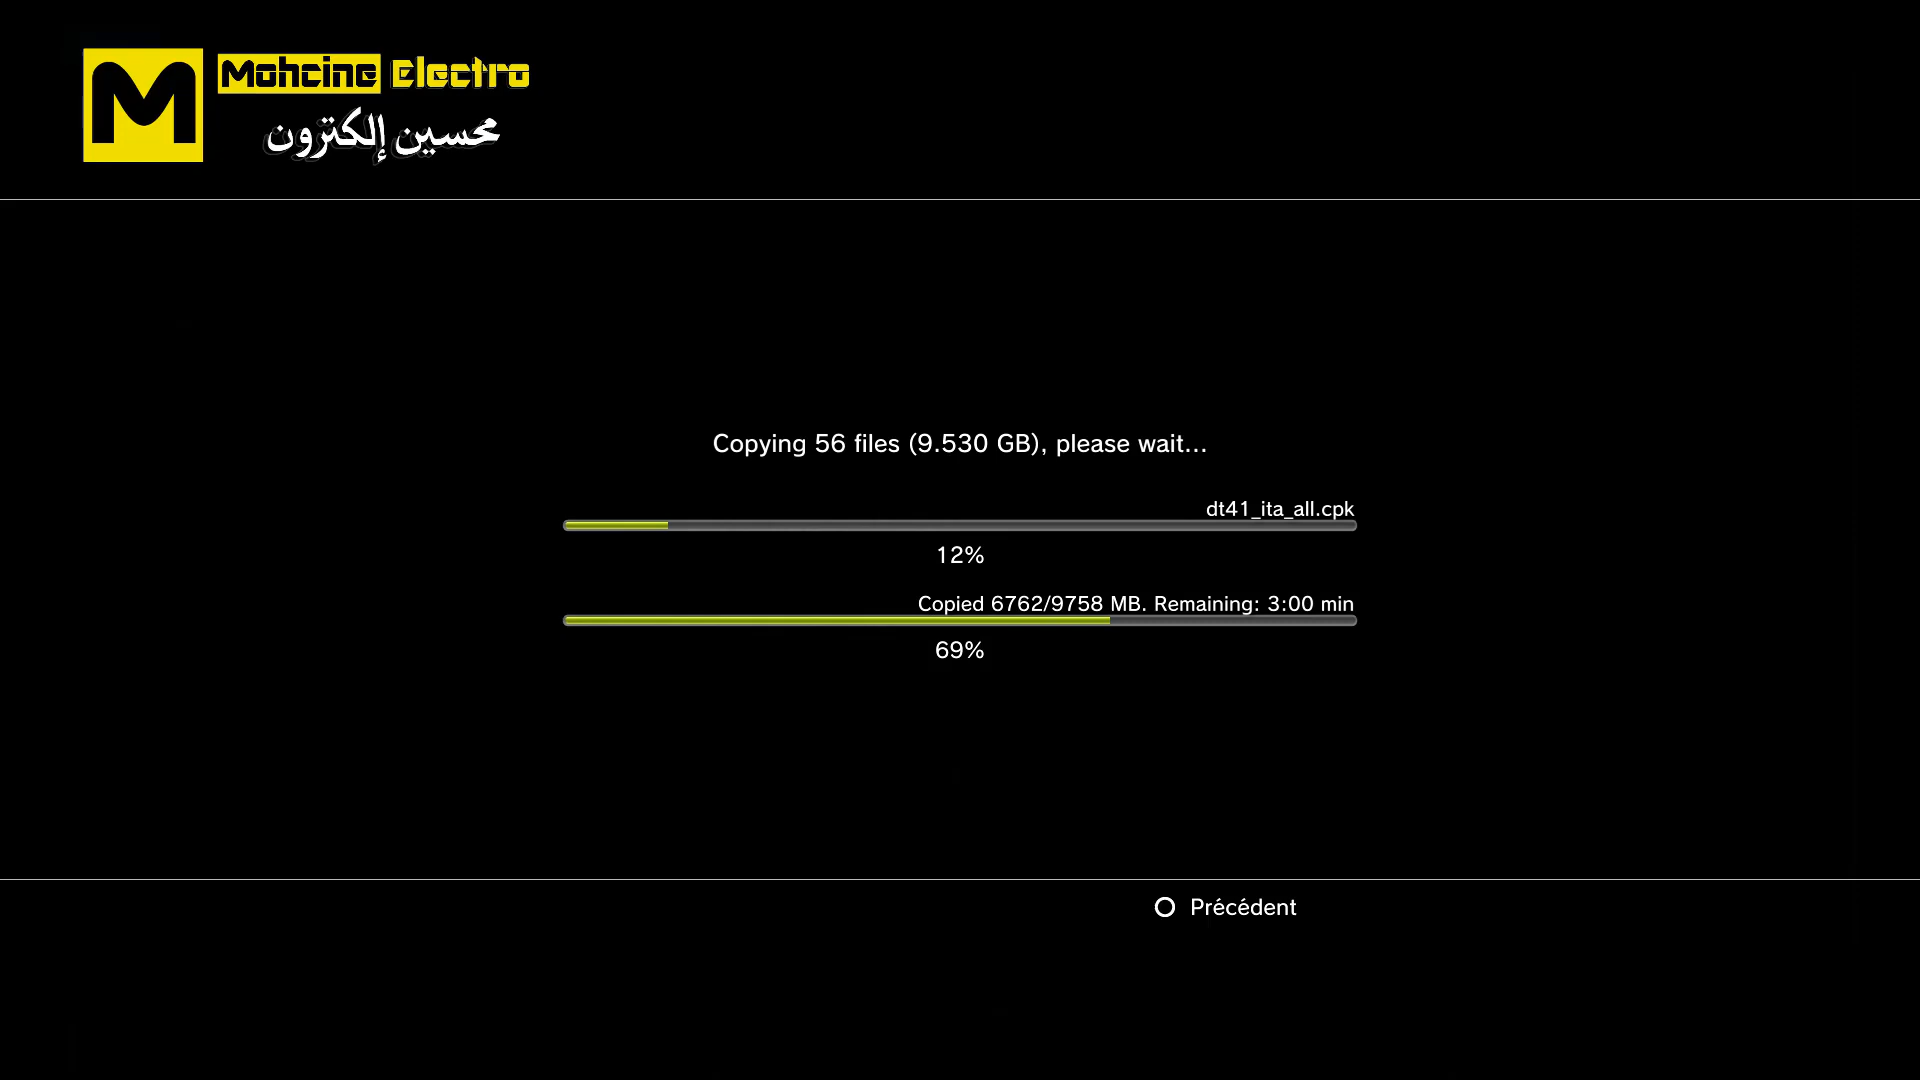 M
Mohcine Electro
محسين إلكترون
Copying 56 files (9.530 GB), please wait...
dt41_ita_all.cpk
12%
Copied 6762/9758 MB. Remaining: 3:00 min
69%
Précédent